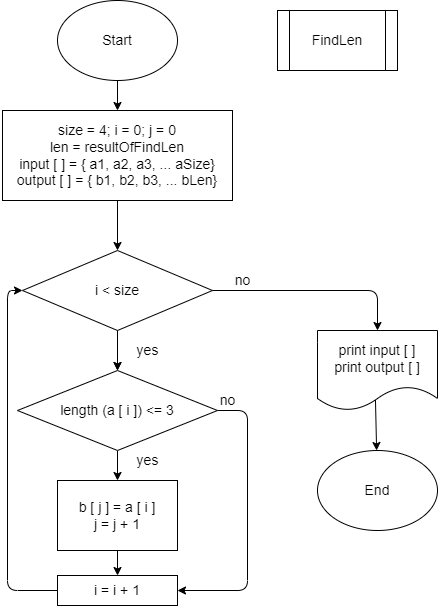 Start
FindLen
size = 4; i = 0; j = 0
len = resultOfFindLen
input [ ] = { a1, a2, a3, ... aSize}
output [ ] = { b1, b2, b3, ... bLen}
i < size
no
yes
print input [ ]
print output [ ]
length (a [ i ]) <= 3
no
yes
End
b [ j ] = a [ i ]
j = j + 1
i = i + 1